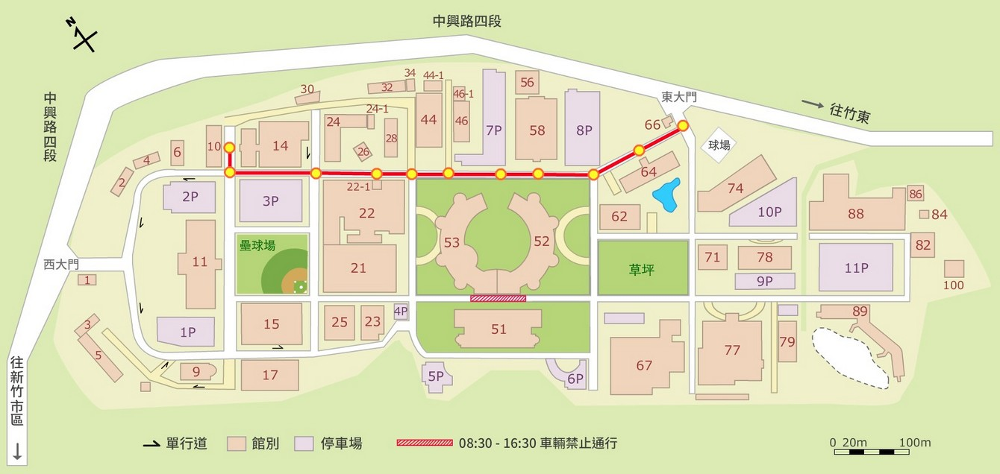 中興路四段
N
中興路四段
34
44-1
30
32
46-1
56
東大門
往竹東
24
24-1
44
46
7P
58
8P
66
球場
10
14
28
26
6
4
2
64
2P
3P
22-1
22
53
52
62
74
10P
88
86
84
壘球場
11
21
草坪
71
78
9P
11P
82
100
西大門
1
3
5
1P
15
25
23
4P
51
89
9
17
5P
6P
67
77
79
往新竹市區
單行道
館別
停車場
08:30 - 16:30 車輛禁止通行
0 20m 100m